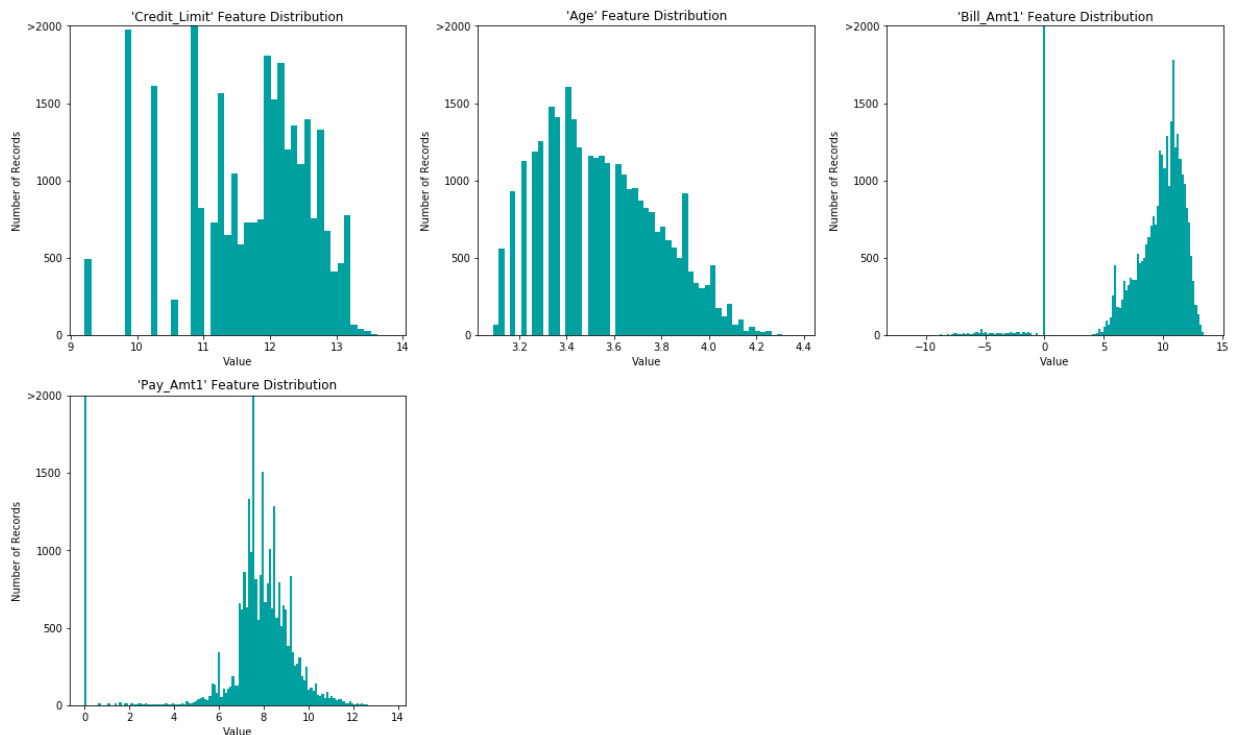 'Credit_Limit' Feature Distribution
>2000
1500
1000
500
0
Number of Records
9 10 11 12 13 14
Value
'Age' Feature Distribution
>2000
1500
1000
500
0
Number of Records
3.2 3.4 3.6 3.8 4.0 4.2 4.4
Value
'Bill_Amt1' Feature Distribution
>2000
1500
1000
500
0
Number of Records
−10 −5 0 5 10 15
Value
'Pay_Amt1' Feature Distribution
>2000
1500
1000
500
0
Number of Records
0 2 4 6 8 10 12 14
Value